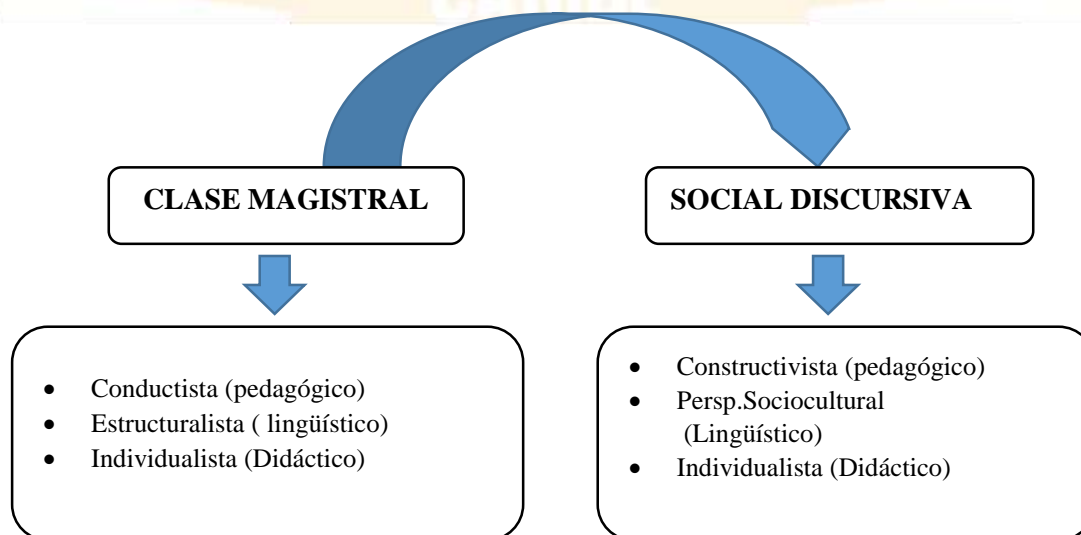 CLASE MAGISTRAL
SOCIAL DISCURSIVA
• Conductista (pedagógico)
• Estructuralista ( lingüístico)
• Individualista (Didáctico)
• Constructivista (pedagógico)
• Persp.Sociocultural
(Lingüístico)
• Individualista (Didáctico)